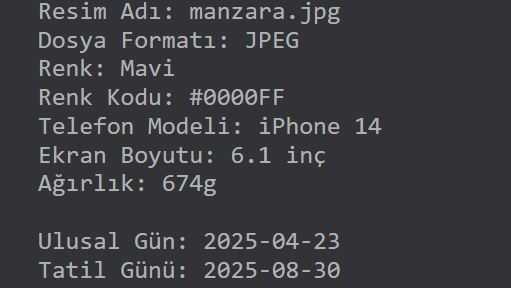 Resim Adı: manzara.jpg
Dosya Formatı: JPEG
Renk: Mavi
Renk Kodu: #0000FF
Telefon Modeli: iPhone 14
Ekran Boyutu: 6.1 inç
Ağırlık: 674g
Ulusal Gün: 2025-04-23
Tatil Günü: 2025-08-30